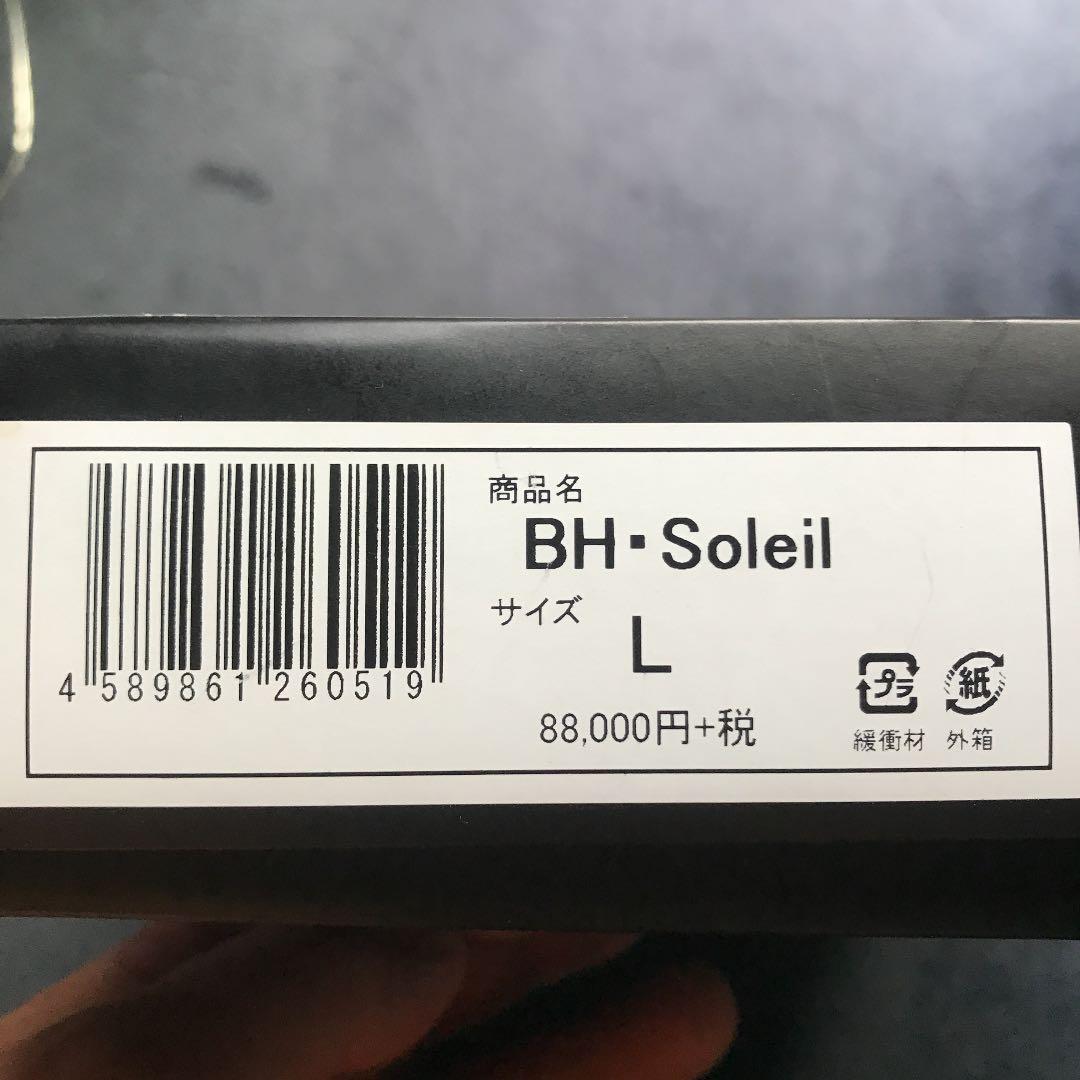 商品名
BH・Soleil
サイズ
L
88,000円+税
4 589861 260519
プラ
紙
緩衝材
外箱